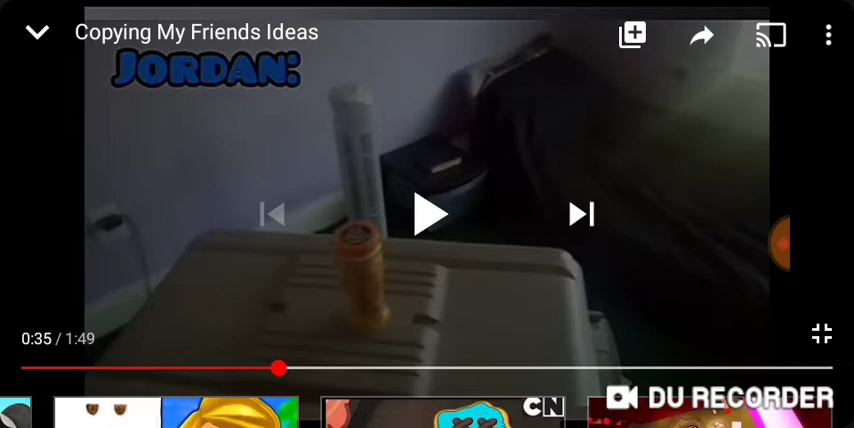 Copying My Friends Ideas
JORDAN:
0:35 / 1:49
CN
DU RECORDER